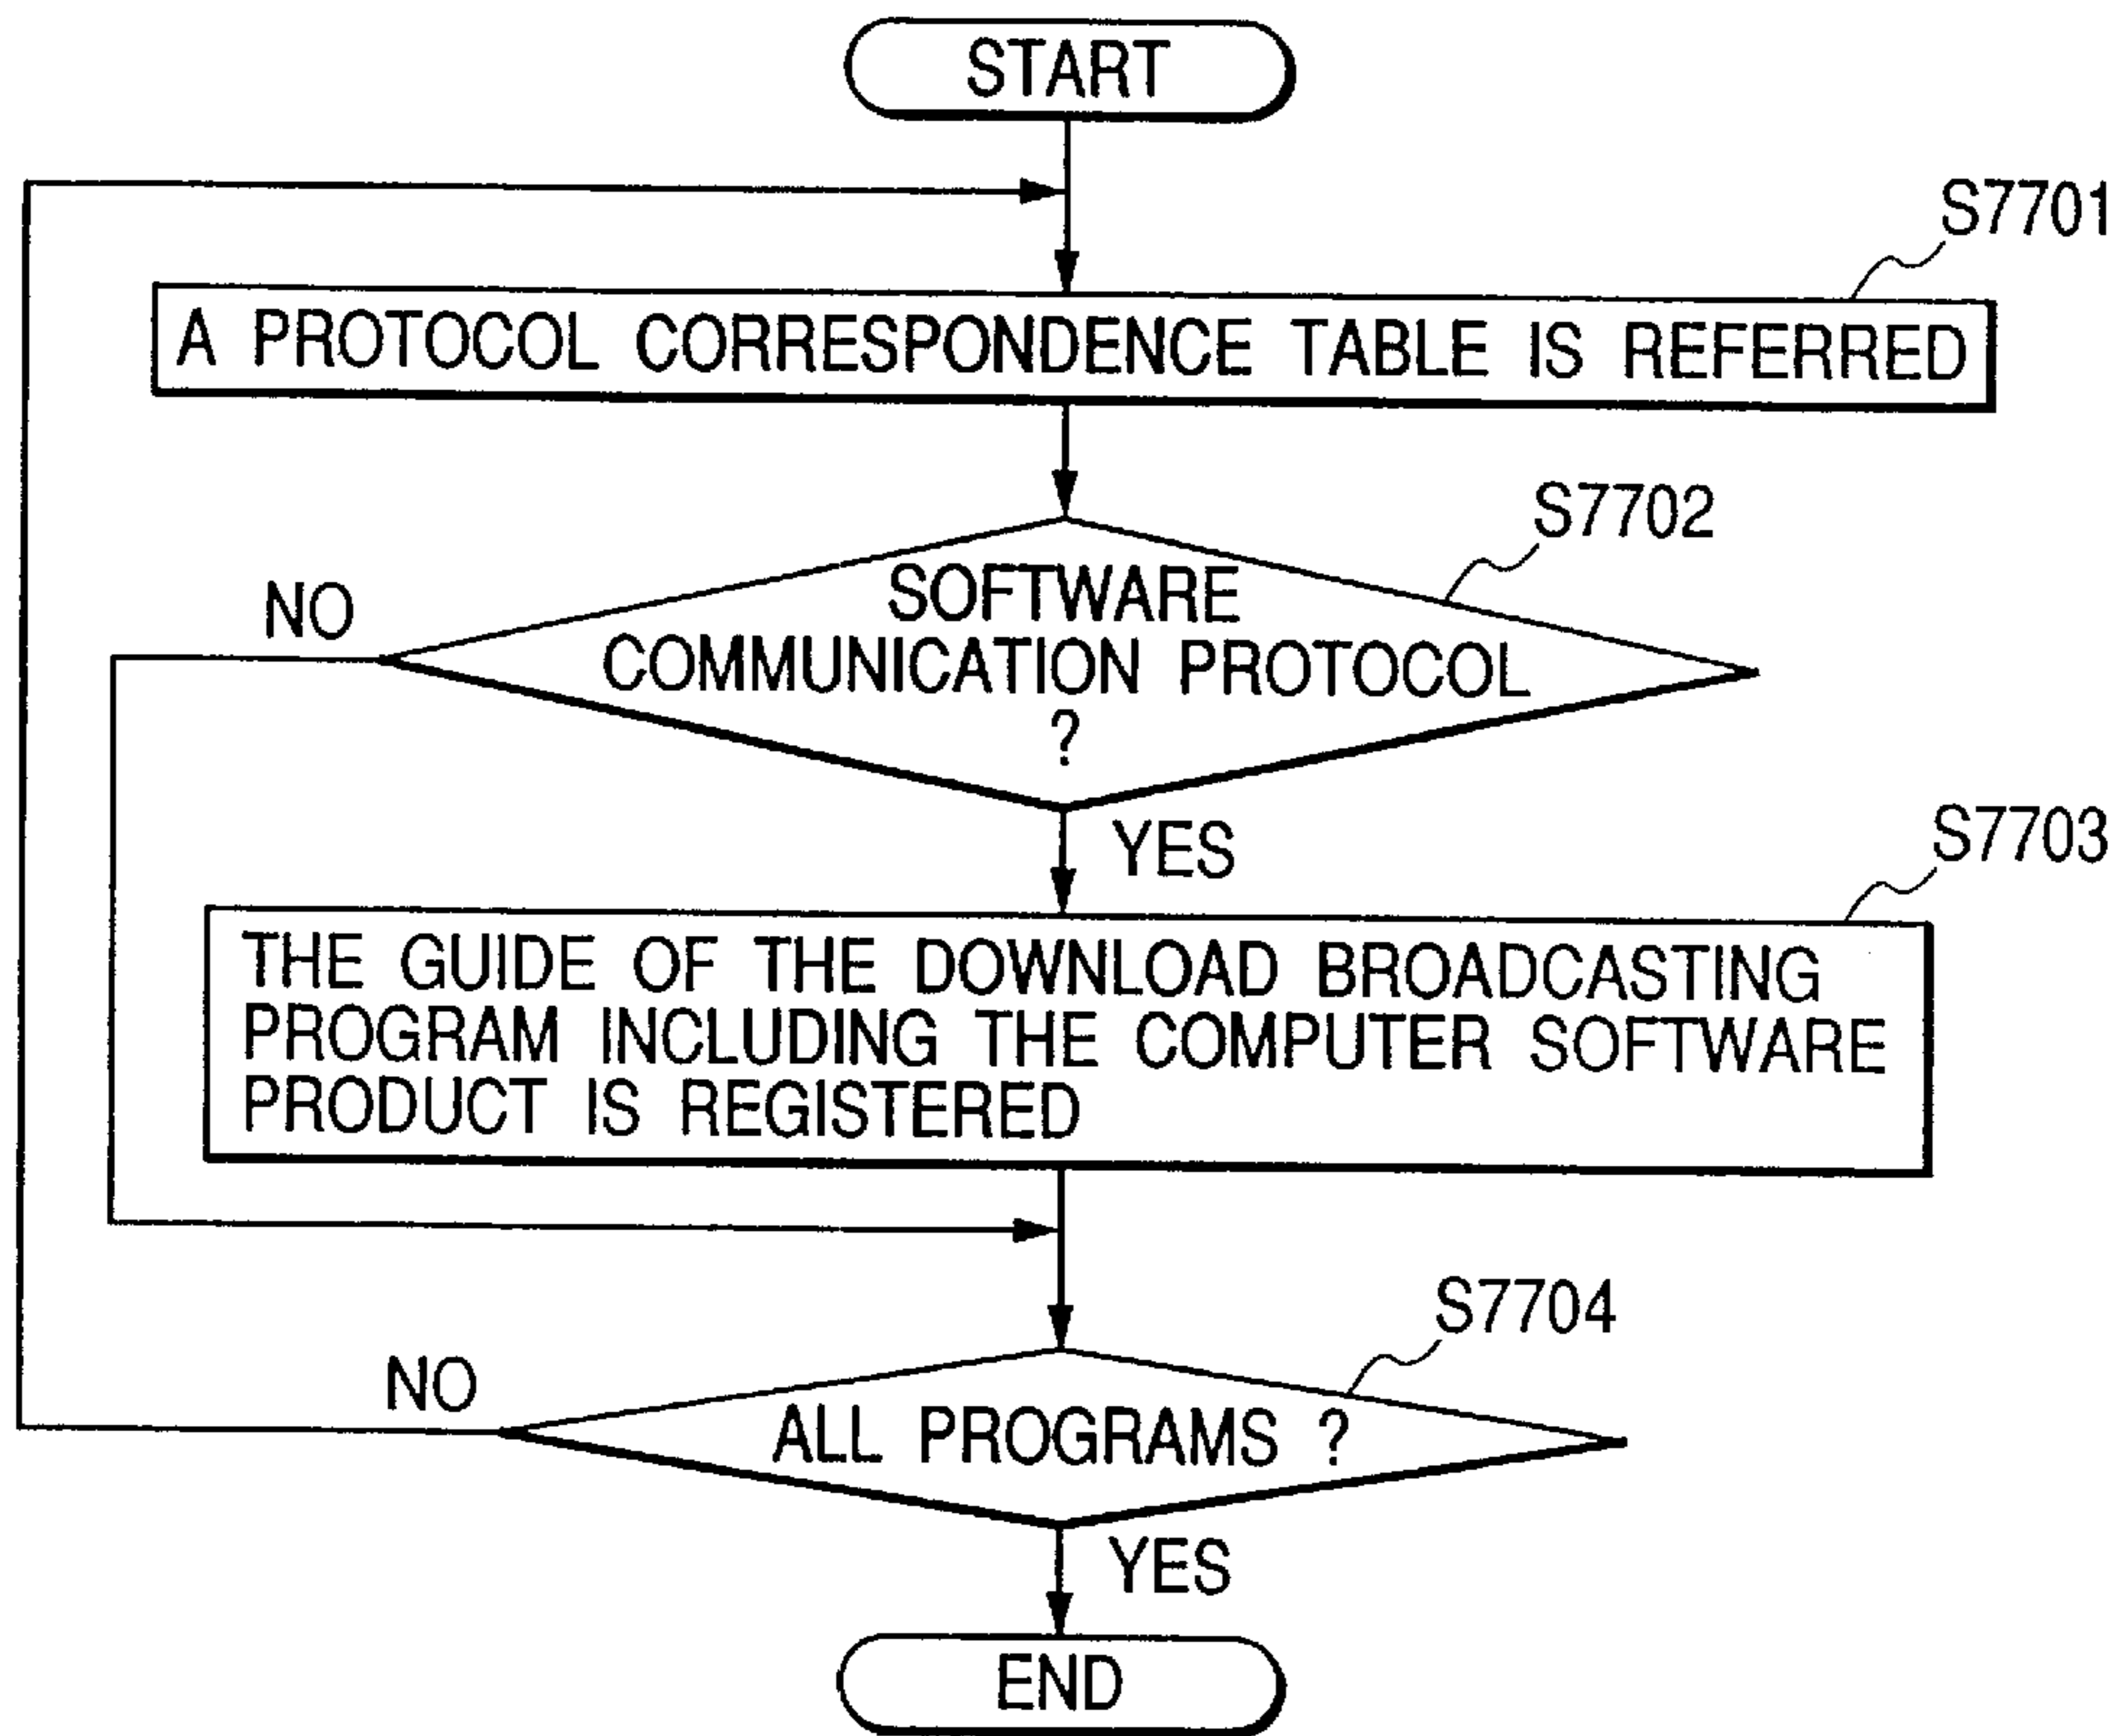 START
S7701
A PROTOCOL CORRESPONDENCE TABLE IS REFERRED
S7702
NO
SOFTWARE
COMMUNICATION PROTOCOL
?
YES
S7703
THE GUIDE OF THE DOWNLOAD BROADCASTING
PROGRAM INCLUDING THE COMPUTER SOFTWARE
PRODUCT IS REGISTERED
S7704
NO
ALL PROGRAMS ?
YES
END